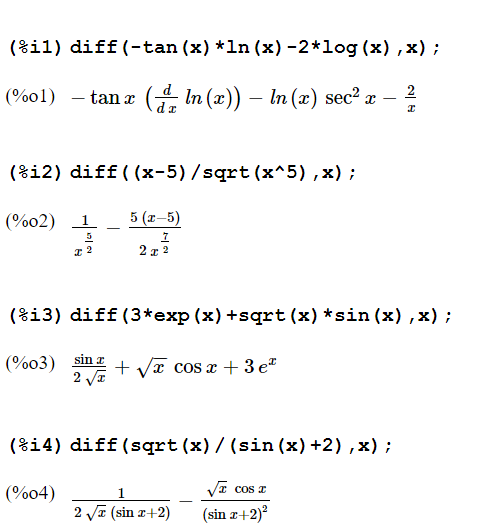 (%i1) diff(-tan(x)*ln(x)-2*log(x),x);
(%o1) − tan x (d/dx ln(x)) − ln(x) sec² x − 2/x
(%i2) diff((x-5)/sqrt(x^5),x);
(%o2) 1/x^(5/2) − 5 (x−5)/2 x^(7/2)
(%i3) diff(3*exp(x)+sqrt(x)*sin(x),x);
(%o3) sin x/2 √x + √x cos x + 3 eˣ
(%i4) diff(sqrt(x)/(sin(x)+2),x);
(%o4) 1/2 √x (sin x+2) − √x cos x/(sin x+2)²